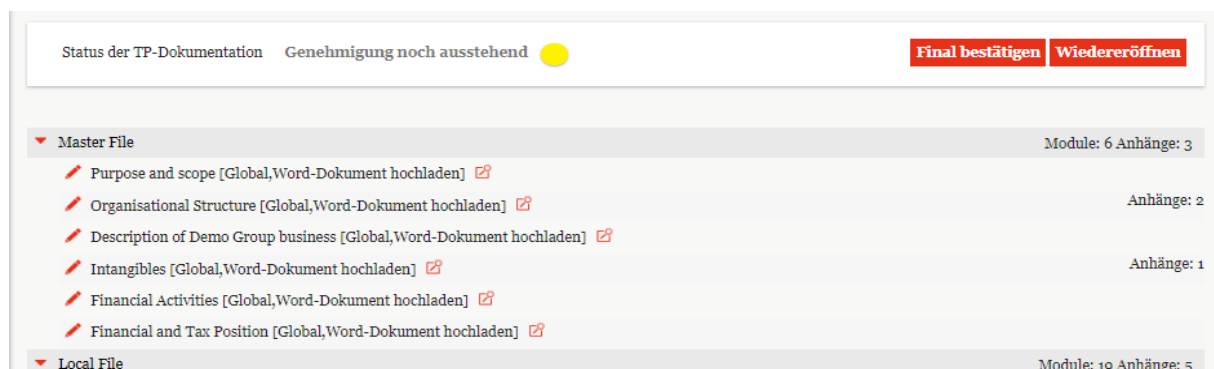 Status der TP-Dokumentation Genehmigung noch ausstehend Final bestätigen Wiedereröffnen
Master File Module: 6 Anhänge: 3
Purpose and scope [Global,Word-Dokument hochladen]
Organisational Structure [Global,Word-Dokument hochladen] Anhänge: 2
Description of Demo Group business [Global,Word-Dokument hochladen]
Intangibles [Global,Word-Dokument hochladen] Anhänge: 1
Financial Activities [Global,Word-Dokument hochladen]
Financial and Tax Position [Global,Word-Dokument hochladen]
Local File Module: 19 Anhänge: 5